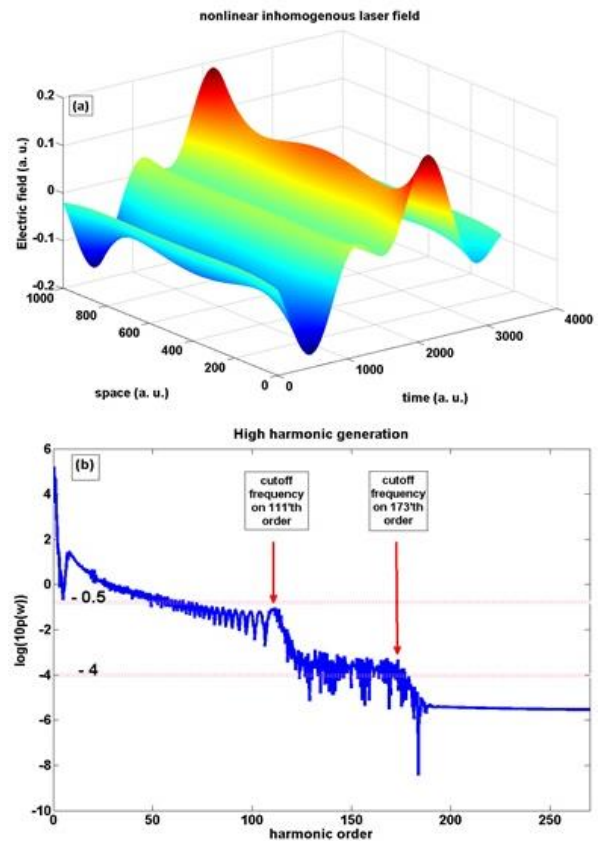 nonlinear inhomogenous laser field
(a)
Electric field (a. u.)
0.2
0.1
0
-0.1
-0.2
1000
800
600
400
200
0
space (a. u.)
0
1000
2000
3000
4000
time (a. u.)
High harmonic generation
(b)
cutoff
frequency
on 111'th
order
cutoff
frequency
on 173'th
order
log(10p(w)
6
4
2
0
-2
-4
-6
-8
-10
- 0.5
- 4
0
50
100
150
200
250
harmonic order